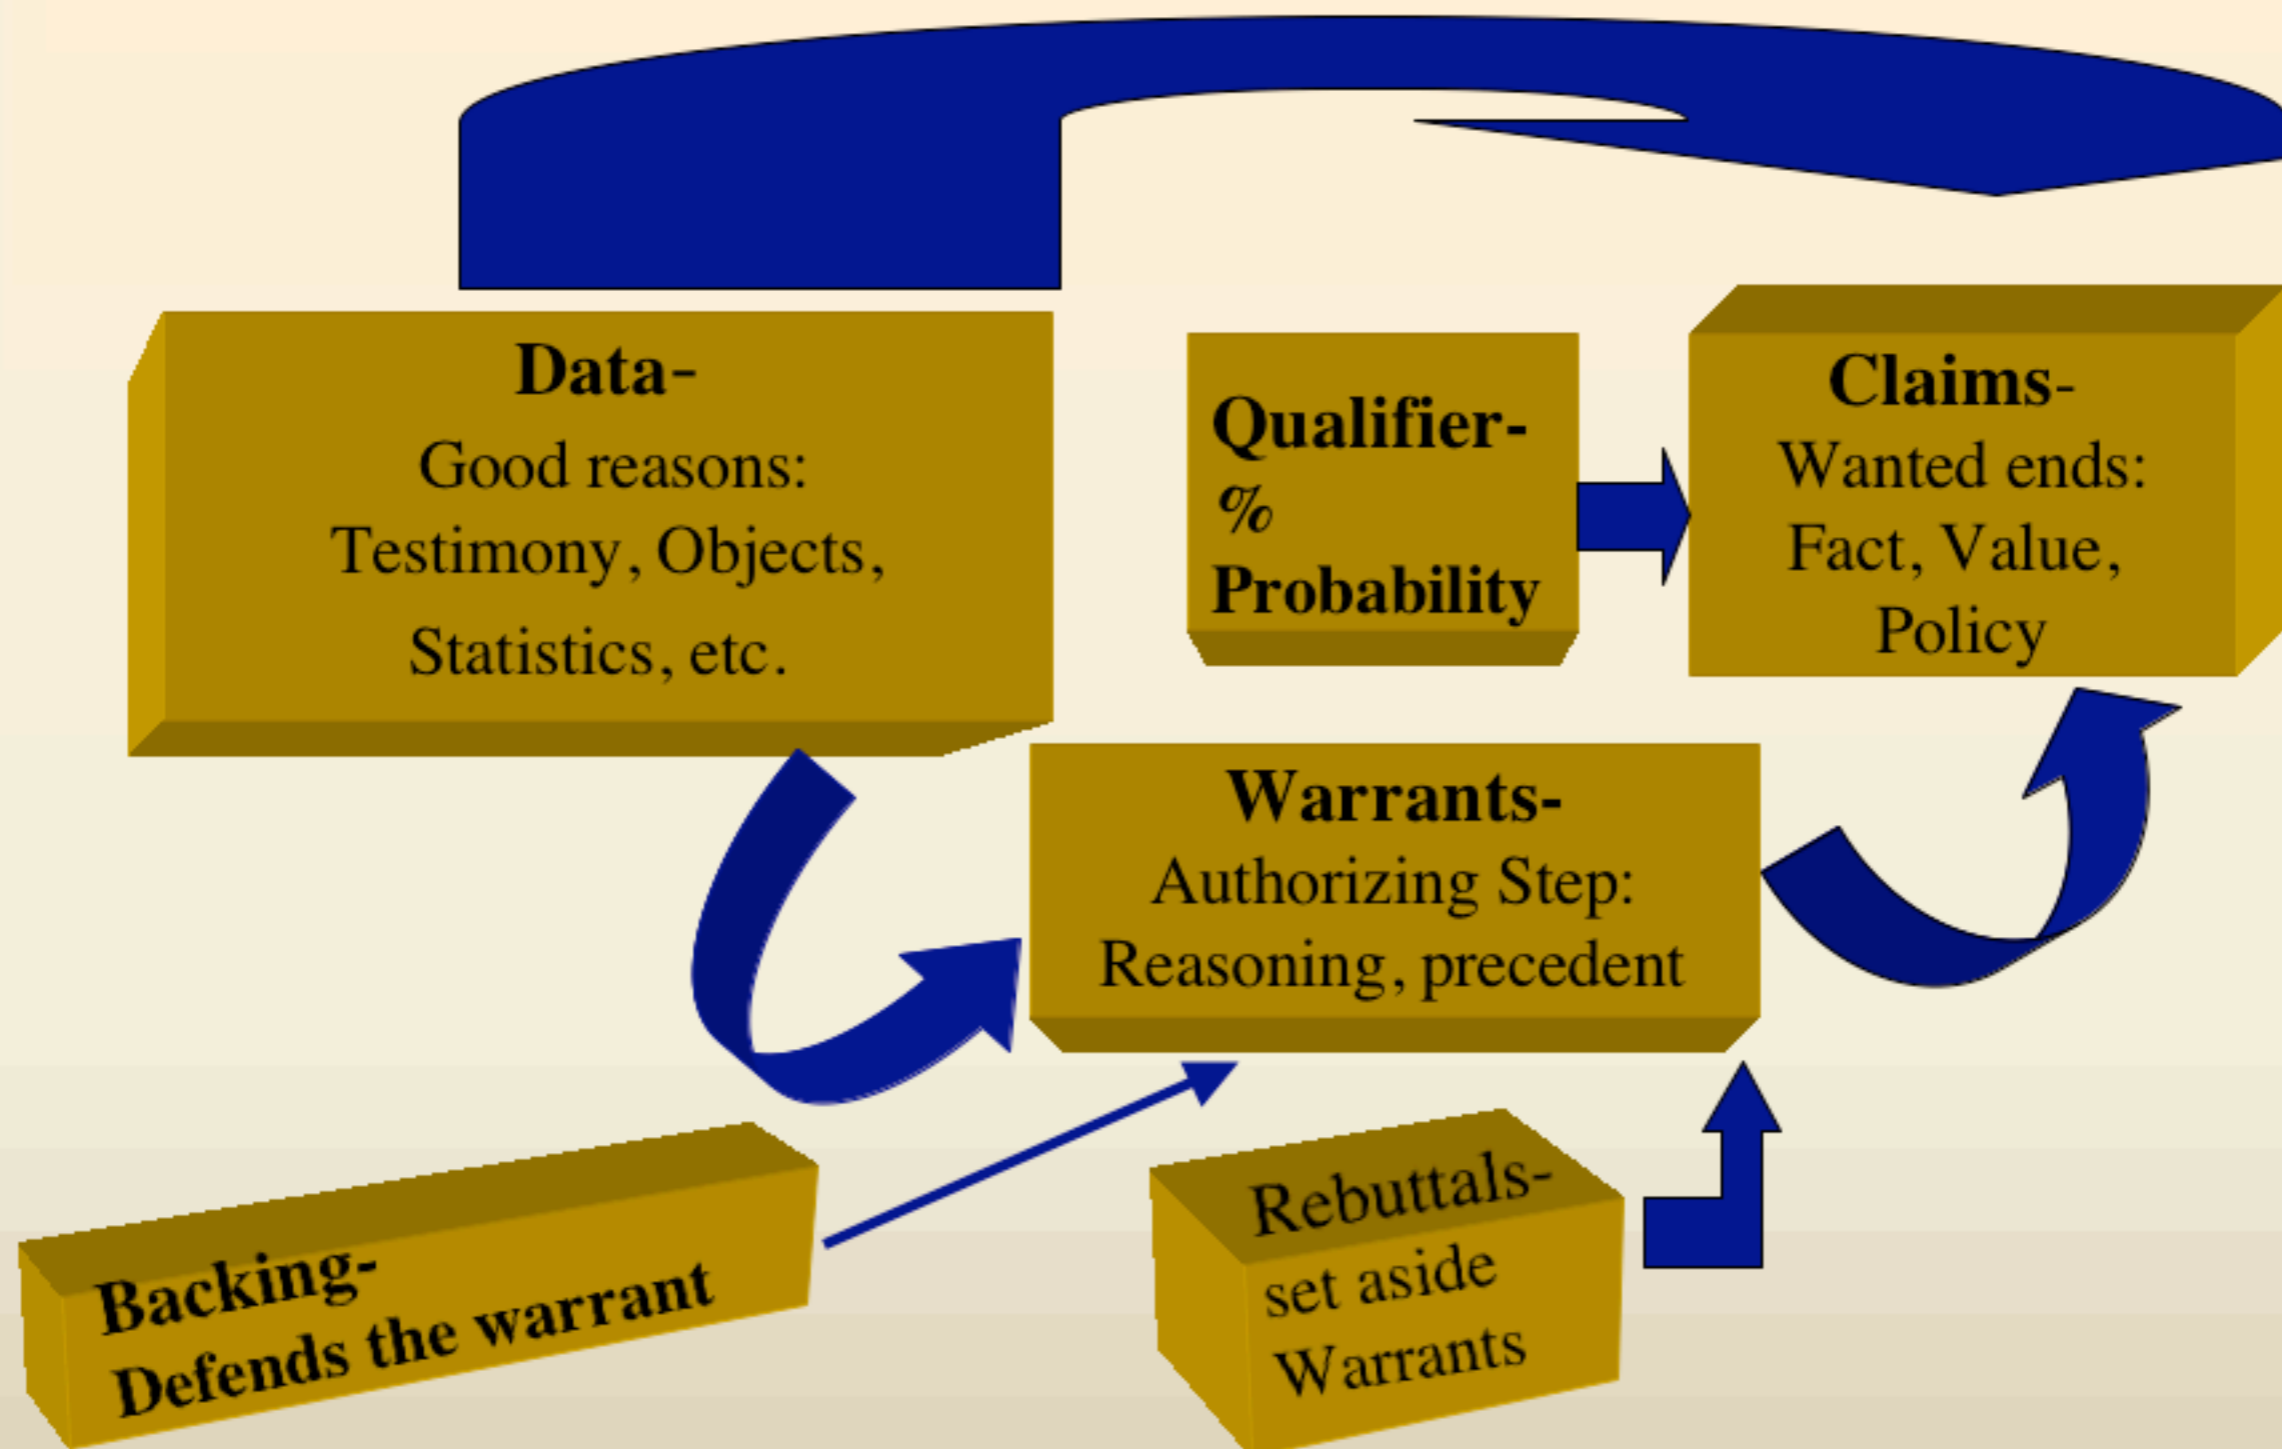 Data-
Good reasons:
Testimony, Objects,
Statistics, etc.
Qualifier-
%
Probability
Claims-
Wanted ends:
Fact, Value,
Policy
Warrants-
Authorizing Step:
Reasoning, precedent
Backing-
Defends the warrant
Rebuttals-
set aside
Warrants